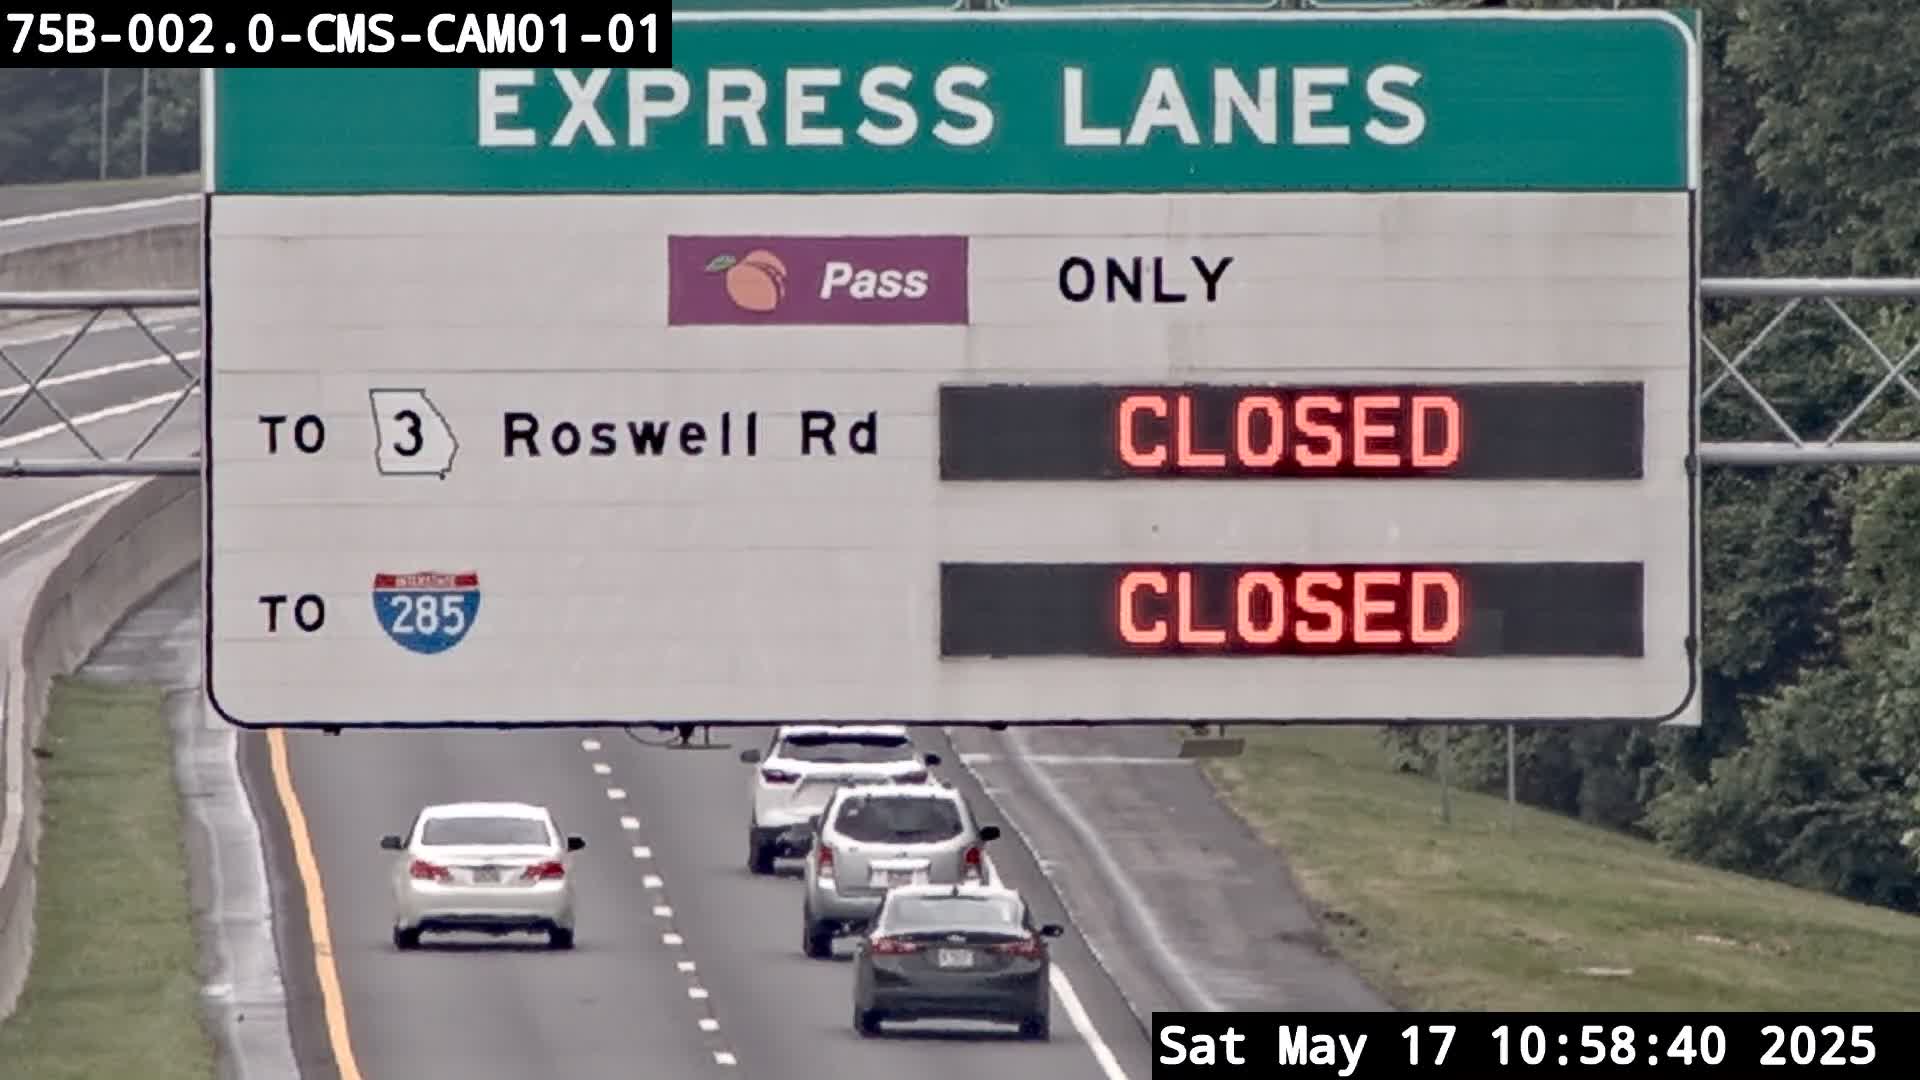 75B-002.0-CMS-CAM01-01
EXPRESS LANES
Pass ONLY
TO 3 Roswell Rd CLOSED
INTERSTATE
TO 285 CLOSED
Sat May 17 10:58:40 2025